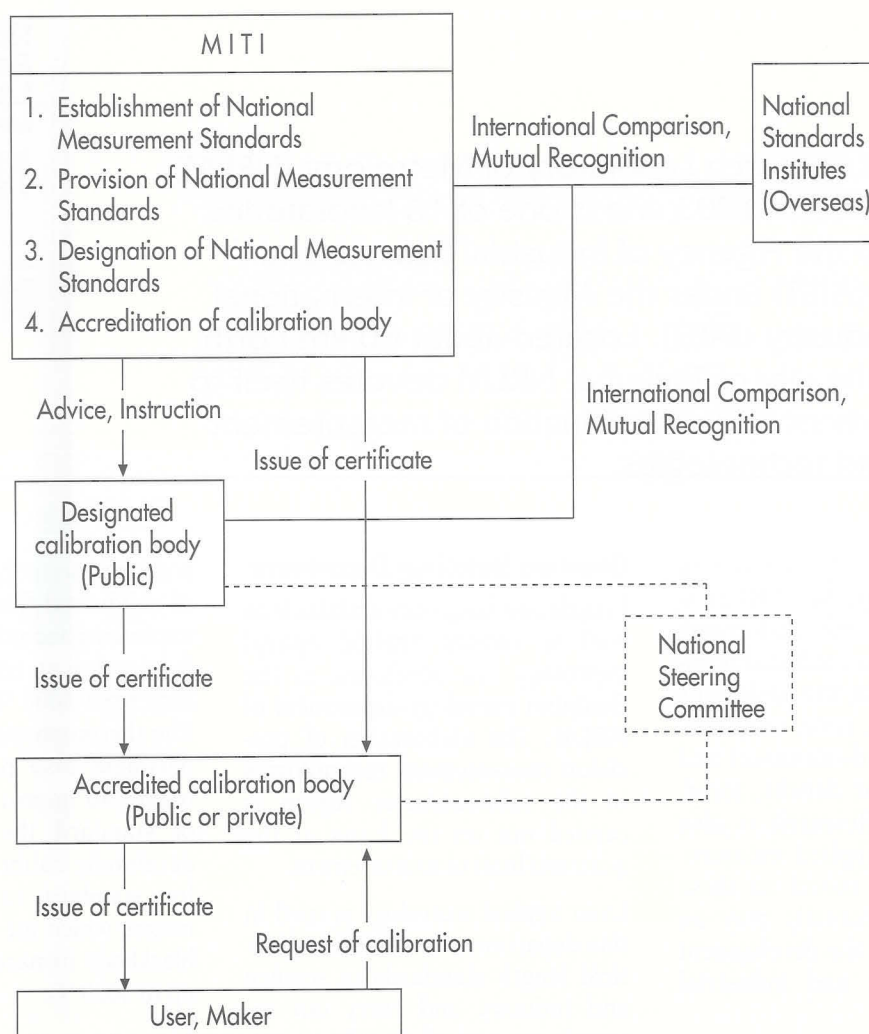 MITI
1. Establishment of National
Measurement Standards
2. Provision of National Measurement
Standards
3. Designation of National Measurement
Standards
4. Accreditation of calibration body
International Comparison,
Mutual Recognition
National
Standards
Institutes
(Overseas)
Advice, Instruction
Issue of certificate
International Comparison,
Mutual Recognition
Designated
calibration body
(Public)
Issue of certificate
National
Steering
Committee
Accredited calibration body
(Public or private)
Issue of certificate
Request of calibration
User, Maker